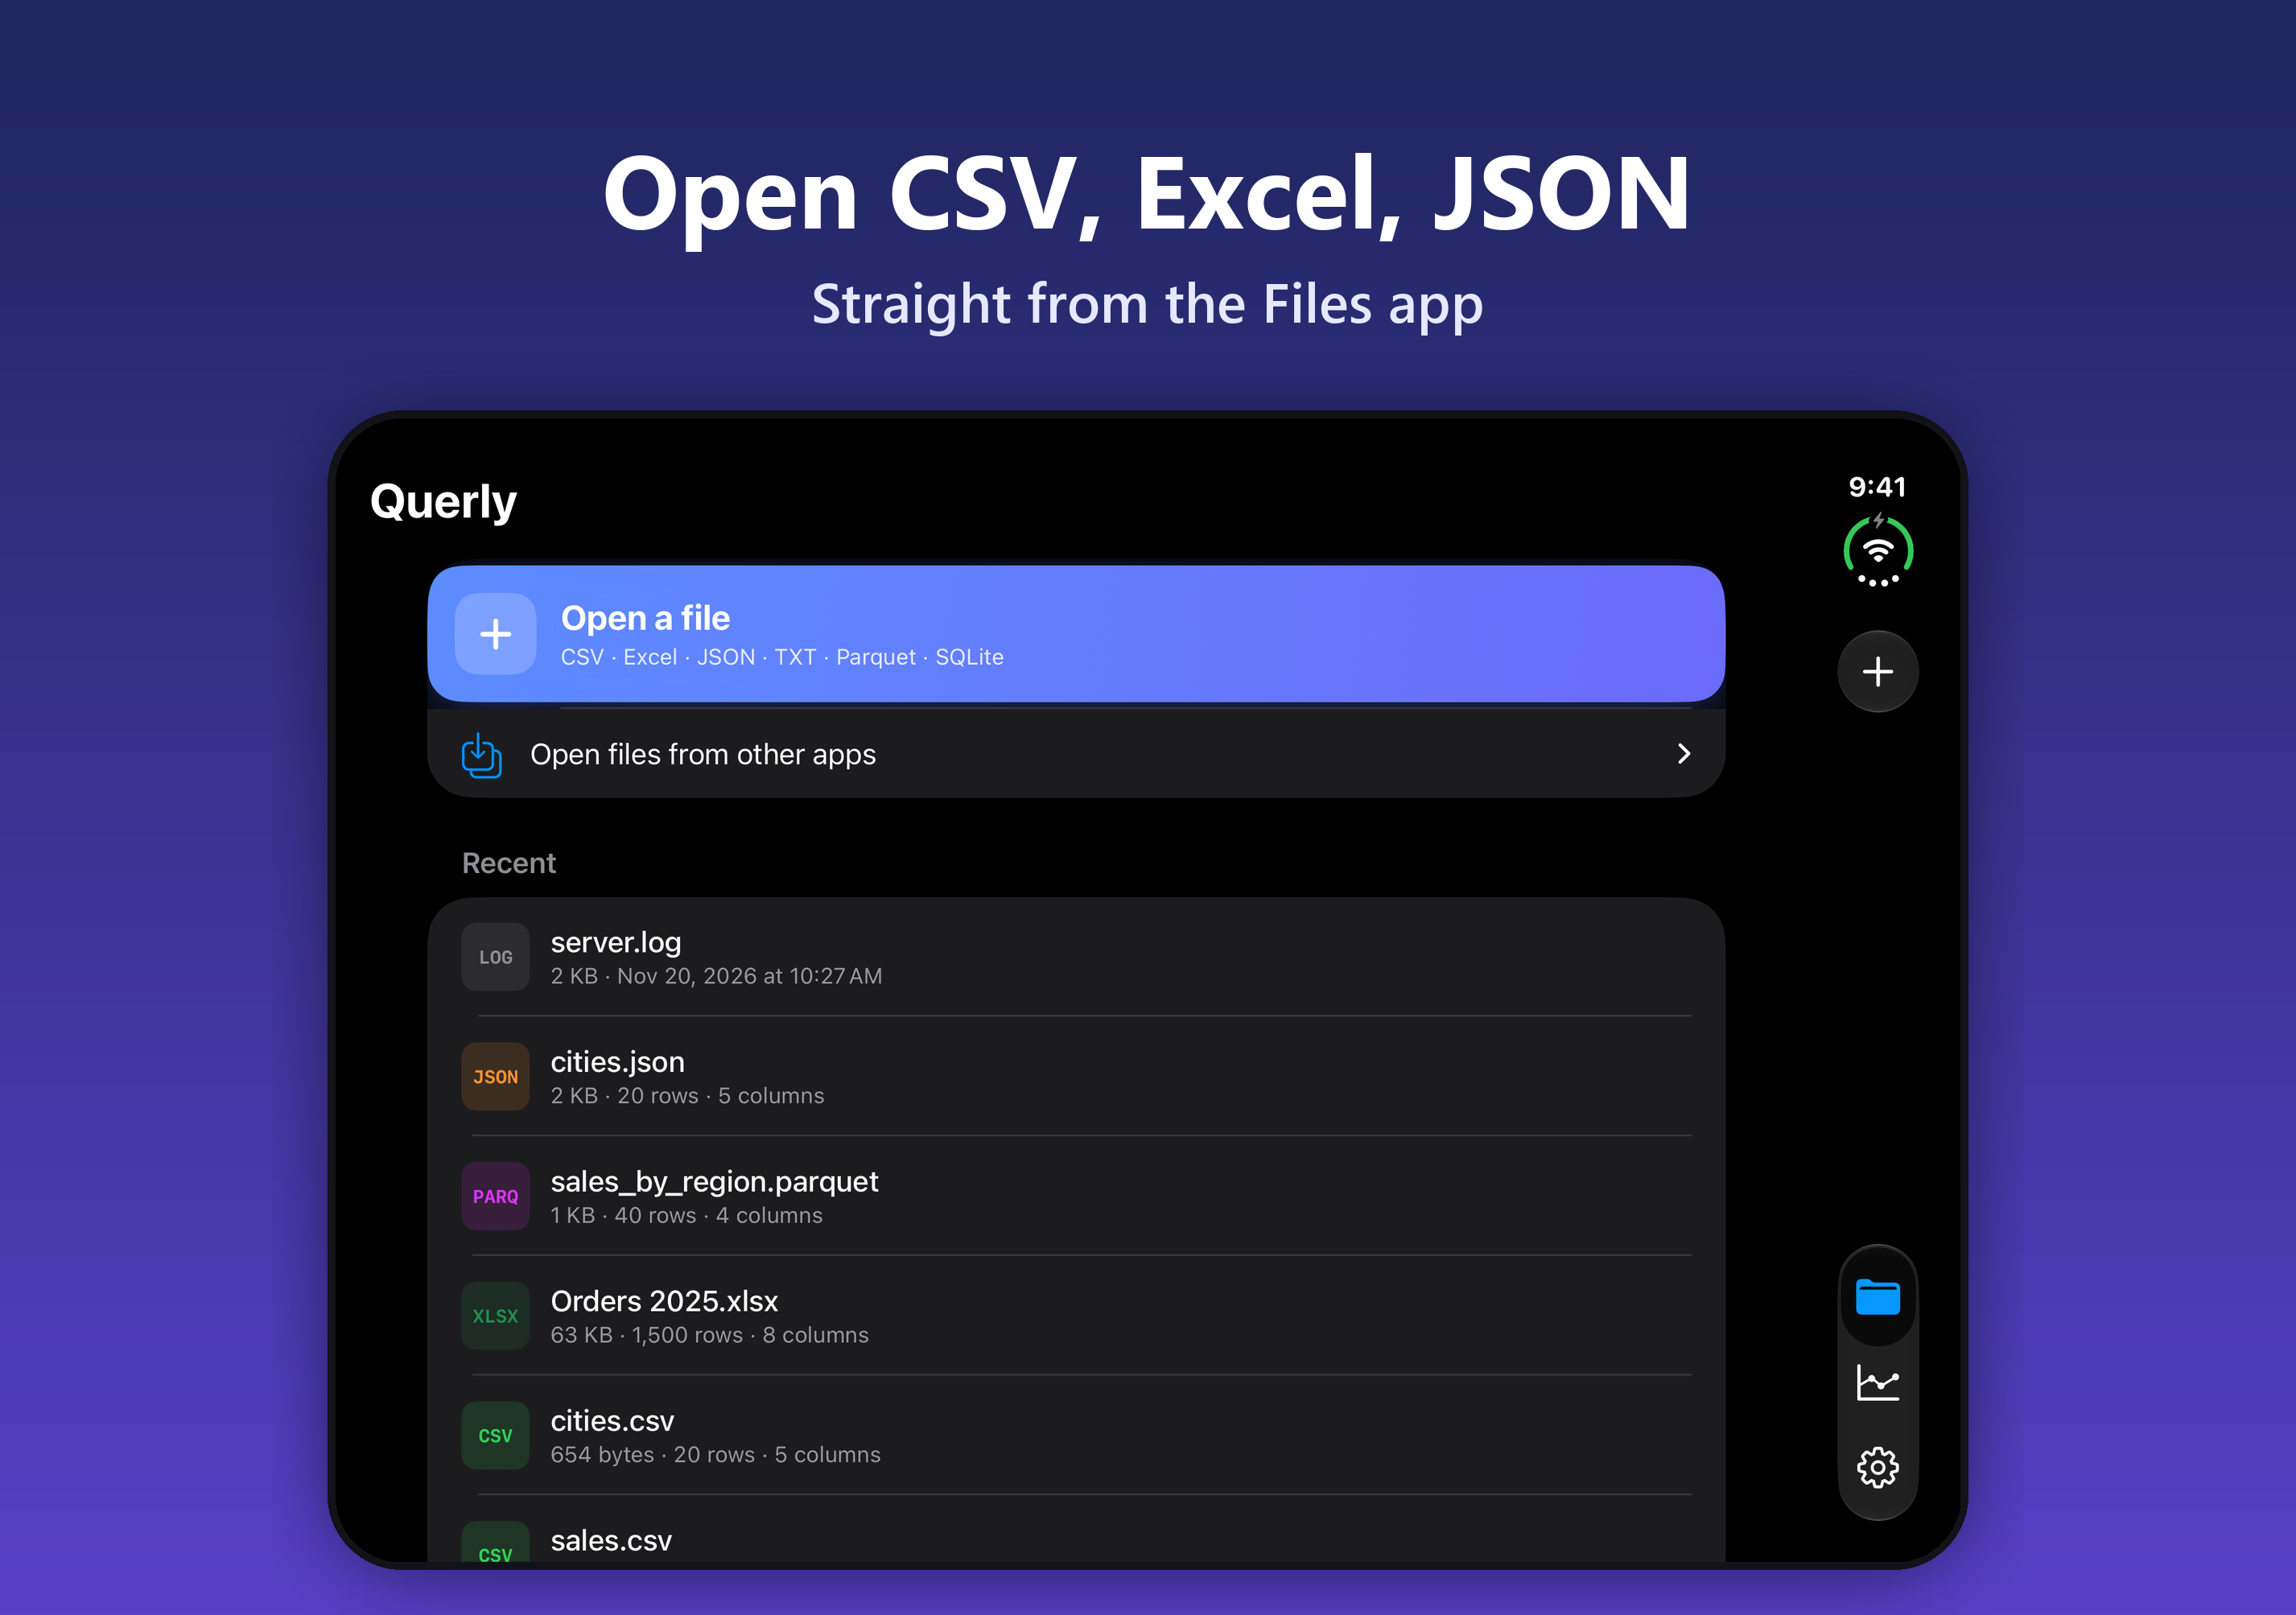 Open CSV, Excel, JSON
Straight from the Files app
Querly
9:41
Open a file
CSV · Excel · JSON · TXT · Parquet · SQLite
Open files from other apps
Recent
LOG
server.log
2 KB · Nov 20, 2026 at 10:27 AM
JSON
cities.json
2 KB · 20 rows · 5 columns
PARQ
sales_by_region.parquet
1 KB · 40 rows · 4 columns
XLSX
Orders 2025.xlsx
63 KB · 1,500 rows · 8 columns
CSV
cities.csv
654 bytes · 20 rows · 5 columns
CSV
sales.csv